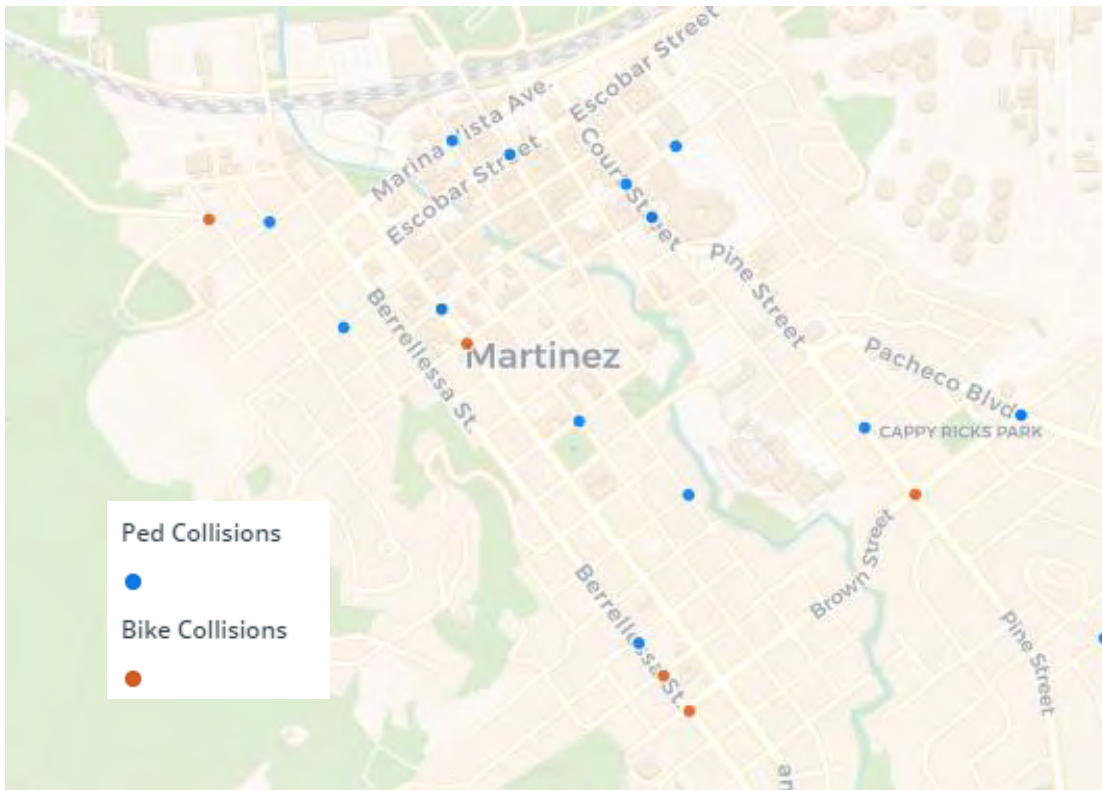 Escobar Street
Marina Vista Ave.
Escobar Street
Court Street
Pine Street
Berrellessa St.
Martinez
Pacheco Blvd
CAPPY RICKS PARK
Ped Collisions
Bike Collisions
Brown Street
Berrellessa St.
Pine Street